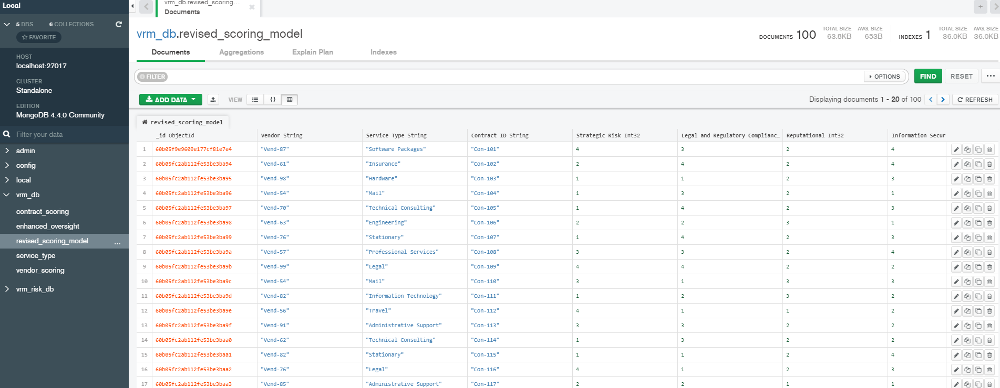 Local
5 DBS 6 COLLECTIONS
FAVORITE
HOST
localhost:27017
CLUSTER
Standalone
EDITION
MongoDB 4.4.0 Community
Filter your data
admin
config
local
vrm_db
contract_scoring
enhanced_oversight
revised_scoring_model ...
service_type
vendor_scoring
vrm_risk_db
vrm_db.revised_scoring...
Documents
vrm_db.revised_scoring_model
DOCUMENTS 100 TOTAL SIZE 63.8KB AVG. SIZE 653B INDEXES 1 TOTAL SIZE 36.0KB AVG. SIZE 36.0KB
Documents Aggregations Explain Plan Indexes
FILTER OPTIONS FIND RESET ...
ADD DATA VIEW {} Displaying documents 1 - 20 of 100 < > REFRESH
revised_scoring_model
_id ObjectId Vendor String Service Type String Contract ID String Strategic Risk Int32 Legal and Regulatory Complianc... Reputational Int32 Information Secur
1 60b05f9e9609e177cf81e7e4 "Vend-87" "Software Packages" "Con-101" 4 3 2 4
2 60b05fc2ab112fe53be3ba94 "Vend-61" "Insurance" "Con-102" 2 4 2 4
3 60b05fc2ab112fe53be3ba95 "Vend-98" "Hardware" "Con-103" 1 1 2 3
4 60b05fc2ab112fe53be3ba96 "Vend-54" "Mail" "Con-104" 1 3 2 1
5 60b05fc2ab112fe53be3ba97 "Vend-70" "Technical Consulting" "Con-105" 1 4 2 3
6 60b05fc2ab112fe53be3ba98 "Vend-63" "Engineering" "Con-106" 2 2 3 1
7 60b05fc2ab112fe53be3ba99 "Vend-76" "Stationary" "Con-107" 1 4 2 3
8 60b05fc2ab112fe53be3ba9a "Vend-57" "Professional Services" "Con-108" 3 3 2 4
9 60b05fc2ab112fe53be3ba9b "Vend-99" "Legal" "Con-109" 4 4 2 2
10 60b05fc2ab112fe53be3ba9c "Vend-54" "Mail" "Con-110" 3 1 3 3
11 60b05fc2ab112fe53be3ba9d "Vend-82" "Information Technology" "Con-111" 1 2 3 2
12 60b05fc2ab112fe53be3ba9e "Vend-56" "Travel" "Con-112" 4 1 1 2
13 60b05fc2ab112fe53be3ba9f "Vend-91" "Administrative Support" "Con-113" 3 3 2 2
14 60b05fc2ab112fe53be3baa0 "Vend-62" "Technical Consulting" "Con-114" 1 3 2 2
15 60b05fc2ab112fe53be3baa1 "Vend-82" "Stationary" "Con-115" 1 1 2 4
16 60b05fc2ab112fe53be3baa2 "Vend-76" "Legal" "Con-116" 4 1 2 3
17 60b05fc2ab112fe53be3baa3 "Vend-85" "Administrative Support" "Con-117" 2 2 1 1